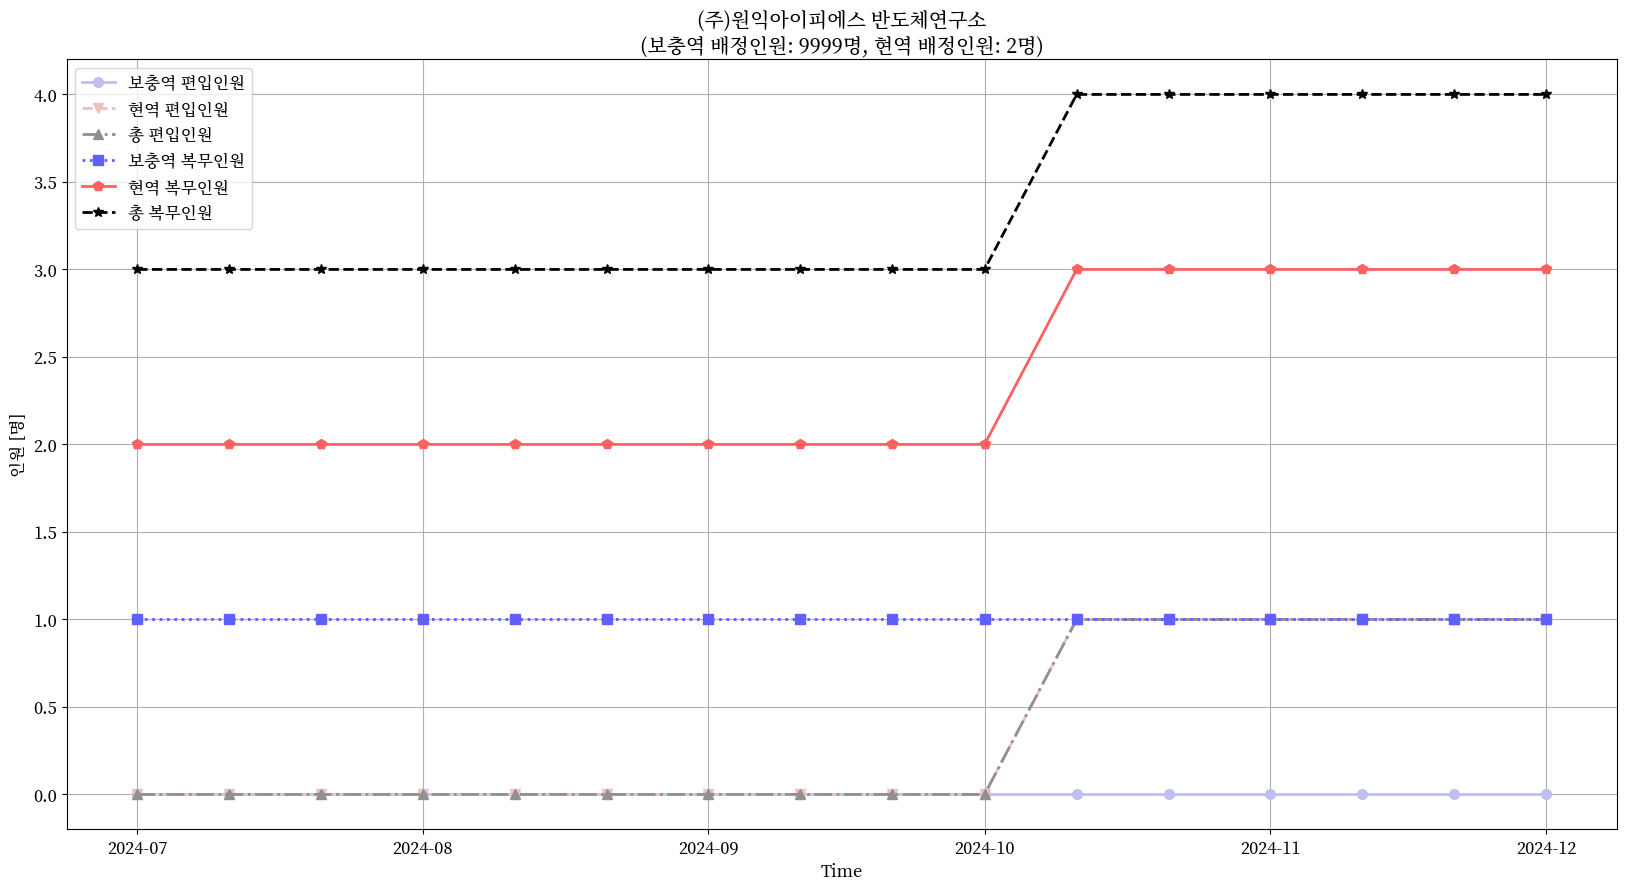 (주)원익아이피에스 반도체연구소
(보충역 배정인원: 9999명, 현역 배정인원: 2명)
보충역 편입인원
현역 편입인원
총 편입인원
보충역 복무인원
현역 복무인원
총 복무인원
4.0
3.5
3.0
2.5
2.0
1.5
1.0
0.5
0.0
인원 [명]
2024-07
2024-08
2024-09
2024-10
2024-11
2024-12
Time